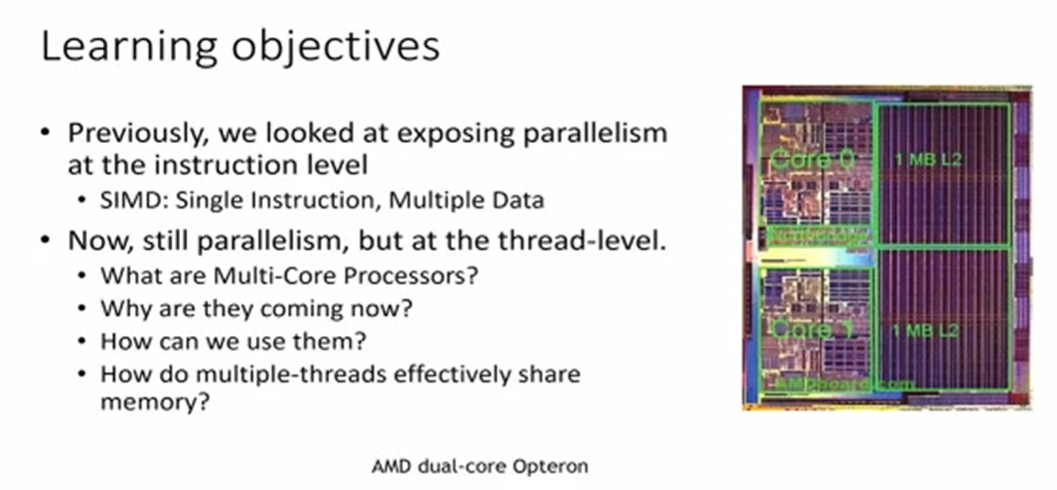 Learning objectives
• Previously, we looked at exposing parallelism
at the instruction level
• SIMD: Single Instruction, Multiple Data
• Now, still parallelism, but at the thread-level.
• What are Multi-Core Processors?
• Why are they coming now?
• How can we use them?
• How do multiple-threads effectively share
memory?
Core 0
1 MB L2
Core 1
1 MB L2
AMDboard.com
AMD dual-core Opteron